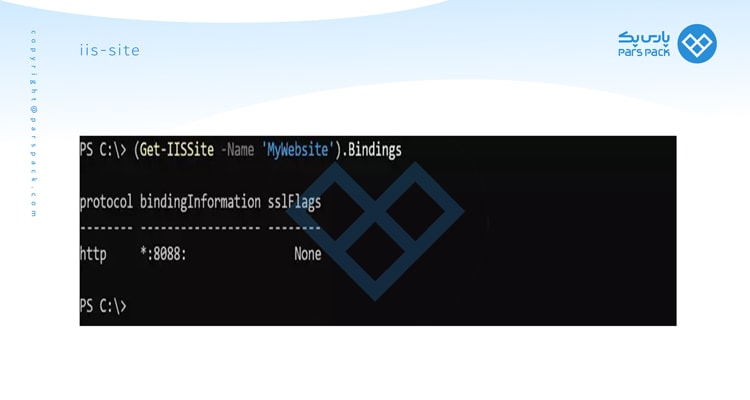 iis-site
پارس پک
Pars Pack
copyright@parspack.com
PS C:\> (Get-IISSite -Name 'MyWebsite').Bindings
protocol bindingInformation sslFlags
-------- ------------------ --------
http     *:8088:                None
PS C:\>